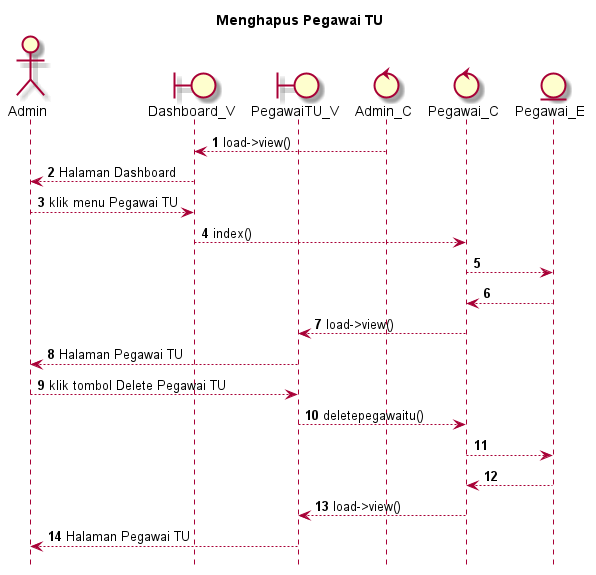 Menghapus Pegawai TU
Admin Dashboard_V PegawaiTU_V Admin_C Pegawai_C Pegawai_E
1 load->view()
2 Halaman Dashboard
3 klik menu Pegawai TU
4 index()
5
6
7 load->view()
8 Halaman Pegawai TU
9 klik tombol Delete Pegawai TU
10 deletepegawaitu()
11
12
13 load->view()
14 Halaman Pegawai TU